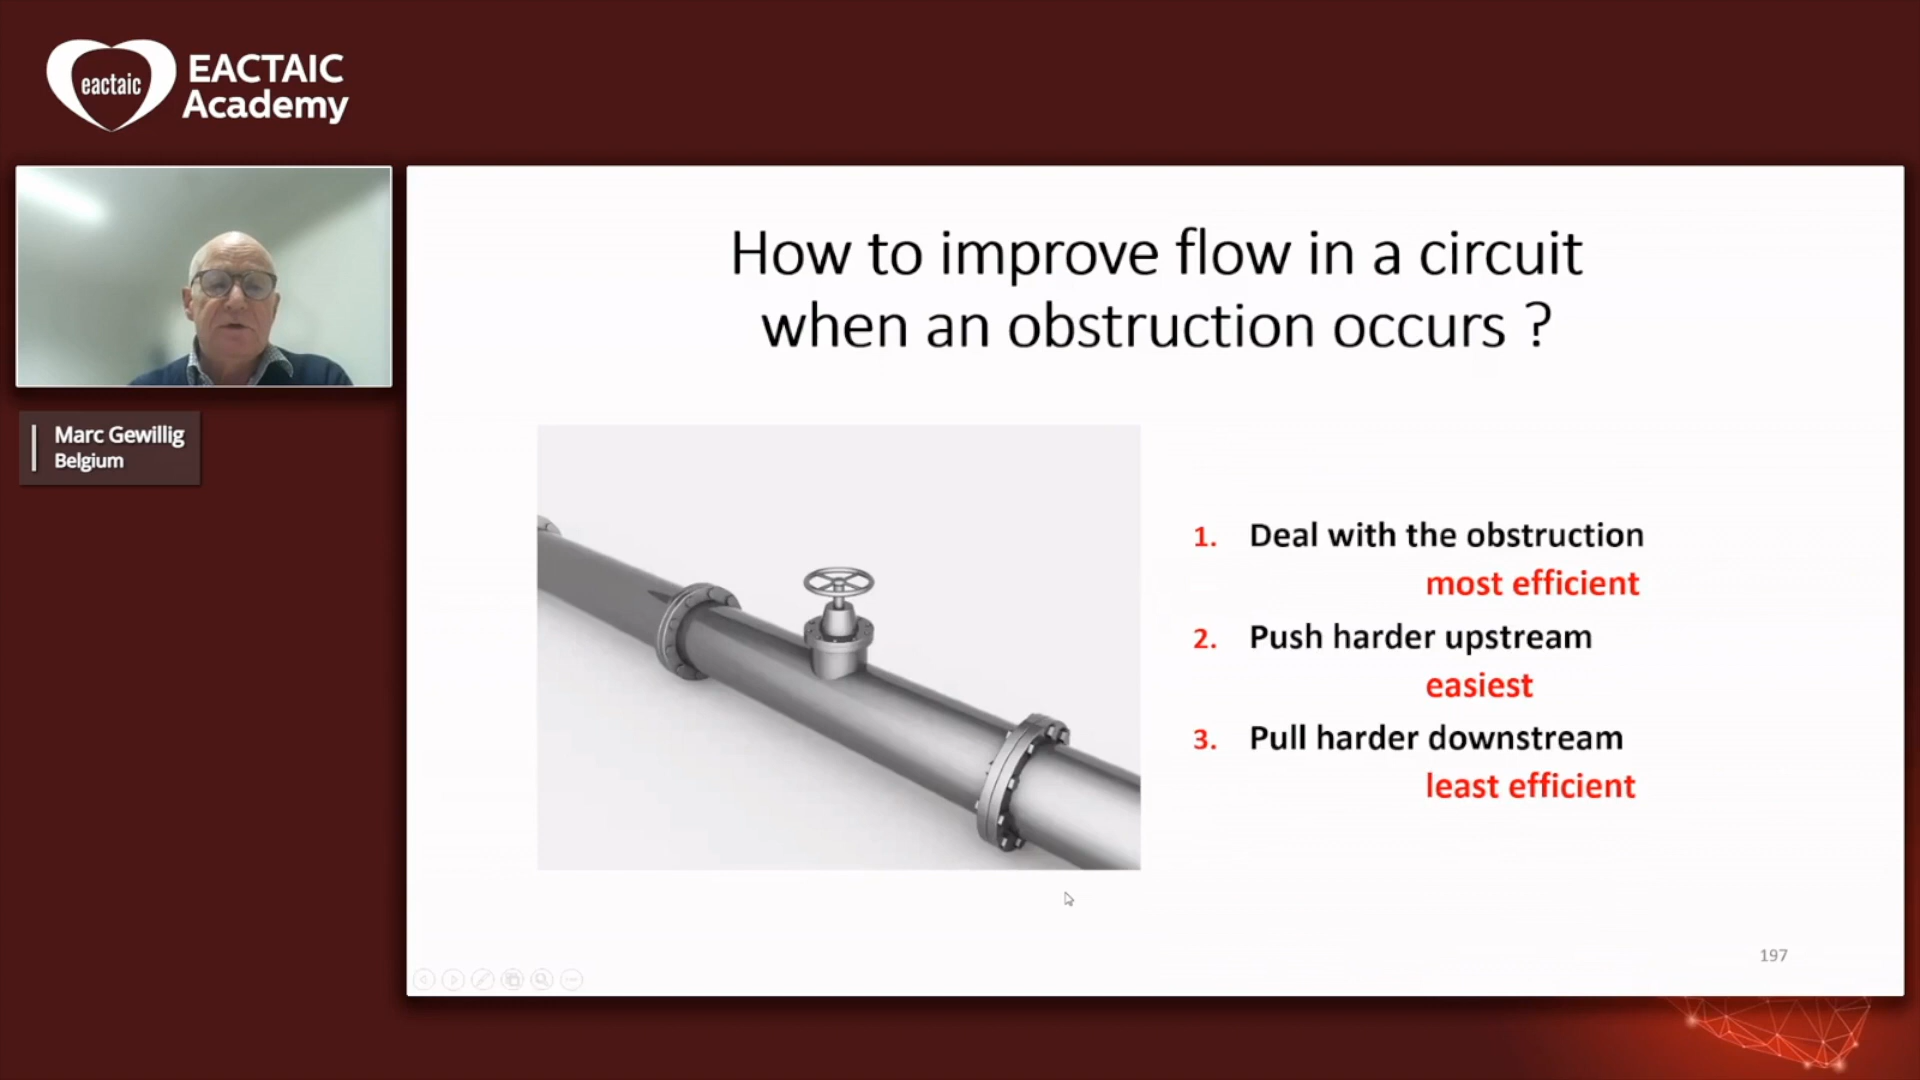 eactaic
EACTAIC
Academy
Marc Gewillig
Belgium
How to improve flow in a circuit
when an obstruction occurs ?
1. Deal with the obstruction
most efficient
2. Push harder upstream
easiest
3. Pull harder downstream
least efficient
197